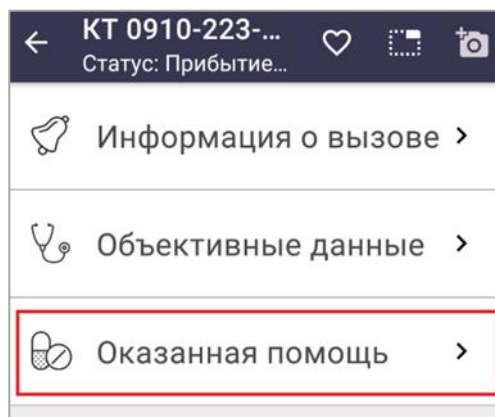 КТ 0910-223-...
Статус: Прибытие...
Информация о вызове
Объективные данные
Оказанная помощь